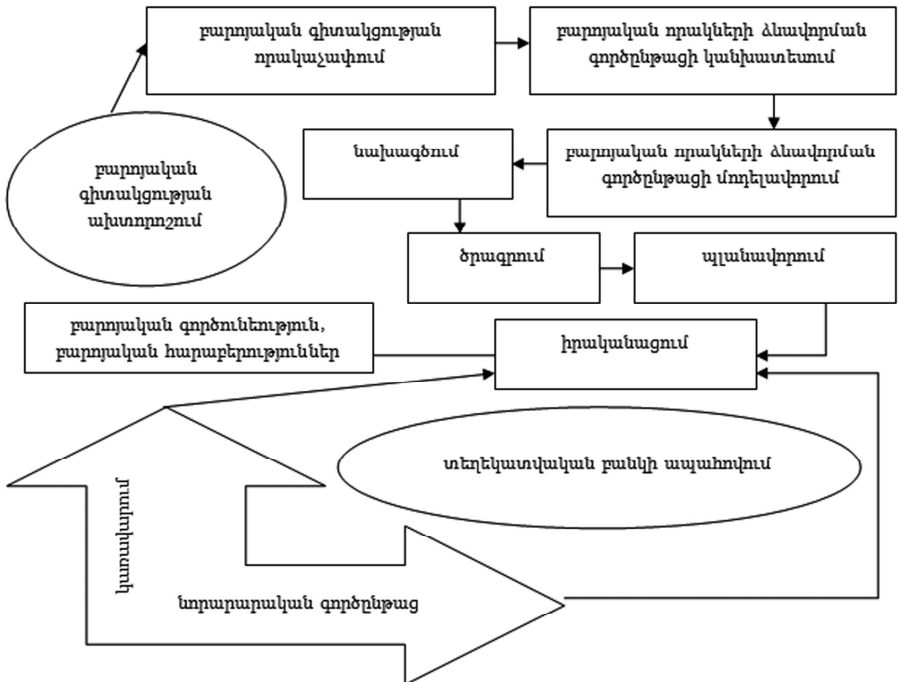 բարոյական գիտակցության
որակաչափում
բարոյական որակների ձևավորման
գործընթացի կանխատեսում
բարոյական
գիտակցության
ախտորոշում
նախագծում
բարոյական որակների ձևավորման
գործընթացի մոդելավորում
ծրագրում
պլանավորում
բարոյական գործունեություն,
բարոյական հարաբերություններ
իրականացում
տեղեկատվական բանկի ապահովում
կառավարում
նորարարական գործընթաց